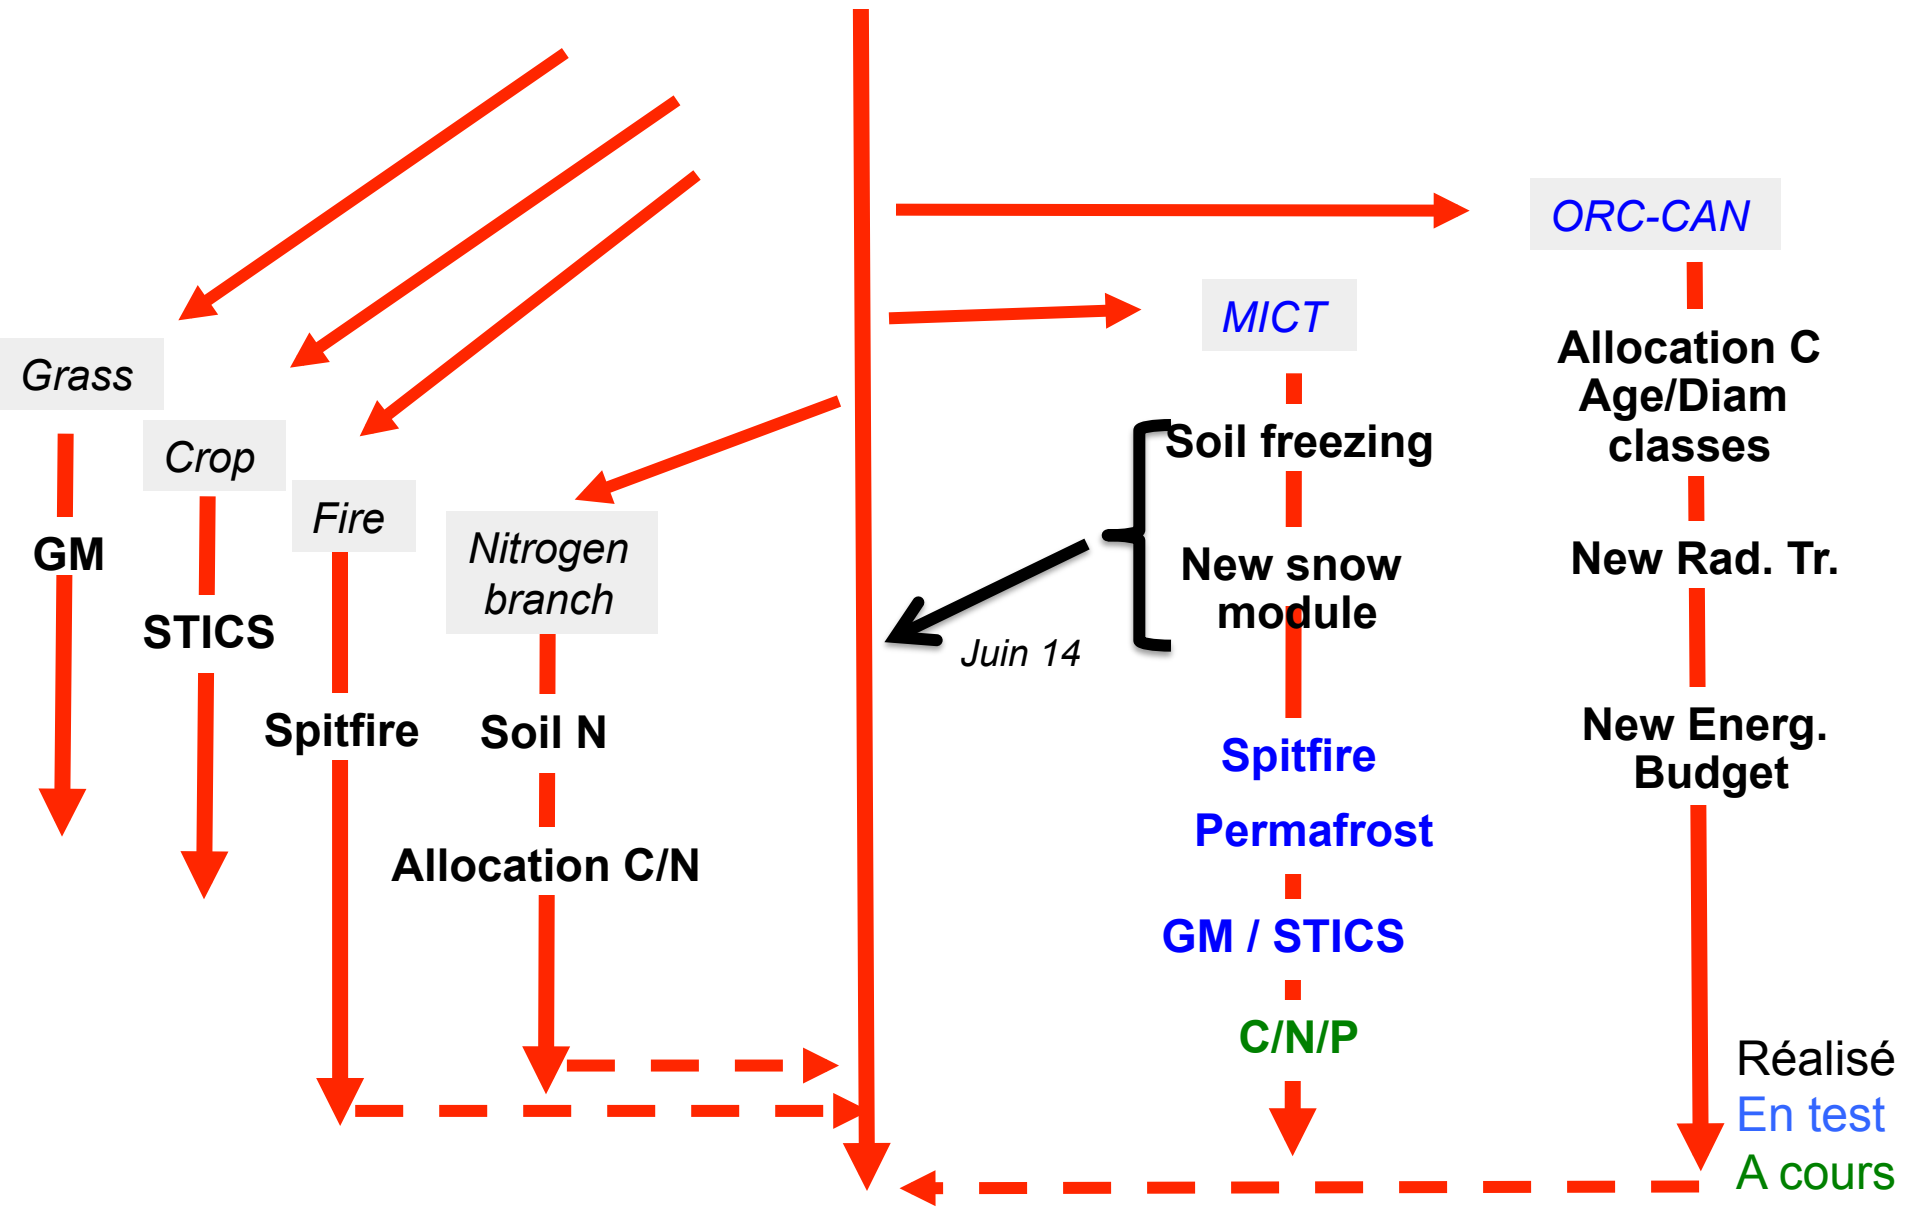 ORC-CAN
MICT
Grass
Crop
Fire
Nitrogen
branch
GM
STICS
Spitfire
Soil N
Allocation C/N
Juin 14
Soil freezing
New snow
module
Spitfire
Permafrost
GM / STICS
C/N/P
Allocation C
Age/Diam
classes
New Rad. Tr.
New Energ.
Budget
Réalisé
En test
A cours